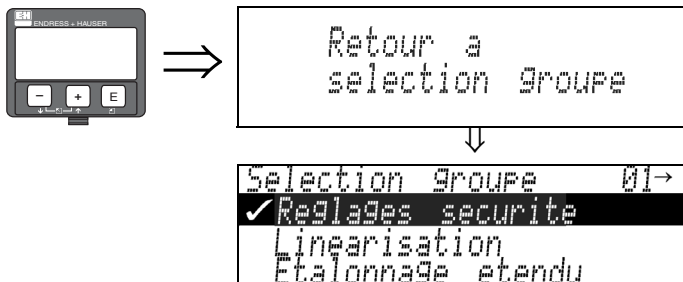 E+H
ENDRESS + HAUSER
- + E
Retour a
selection groupe
Selection groupe 01→
✓ Reglages securite
Linearisation
Etalonnage etendu